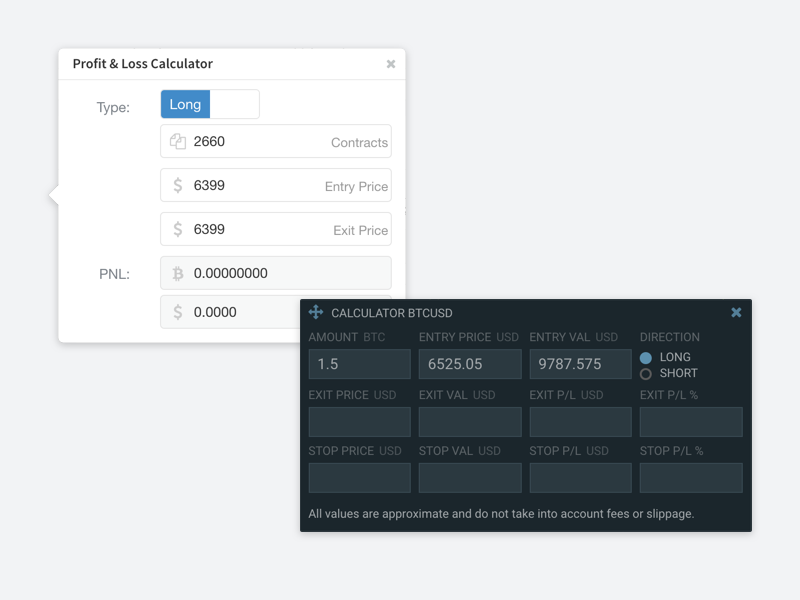 Profit & Loss Calculator
Type: Long
2660 Contracts
$ 6399 Entry Price
$ 6399 Exit Price
PNL: 0.00000000
$ 0.0000
CALCULATOR BTCUSD
AMOUNT BTC ENTRY PRICE USD ENTRY VAL USD DIRECTION
1.5 6525.05 9787.575 LONG
SHORT
EXIT PRICE USD EXIT VAL USD EXIT P/L USD EXIT P/L %
STOP PRICE USD STOP VAL USD STOP P/L USD STOP P/L %
All values are approximate and do not take into account fees or slippage.